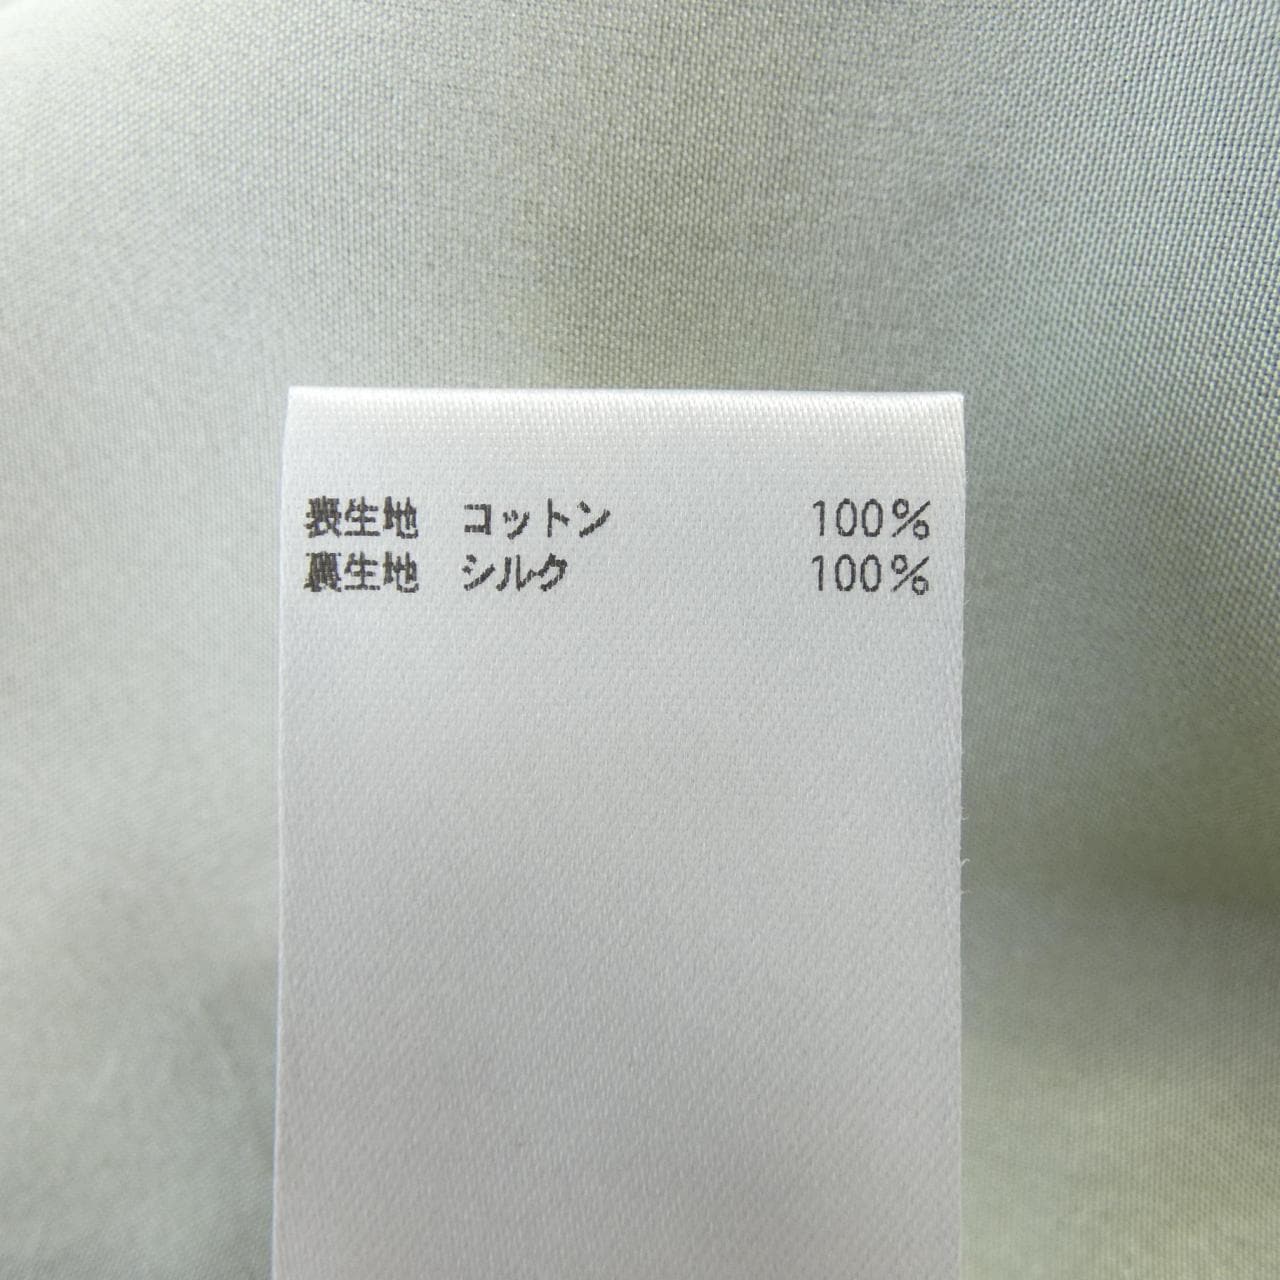 表生地 コットン 100%
裏生地 シルク 100%